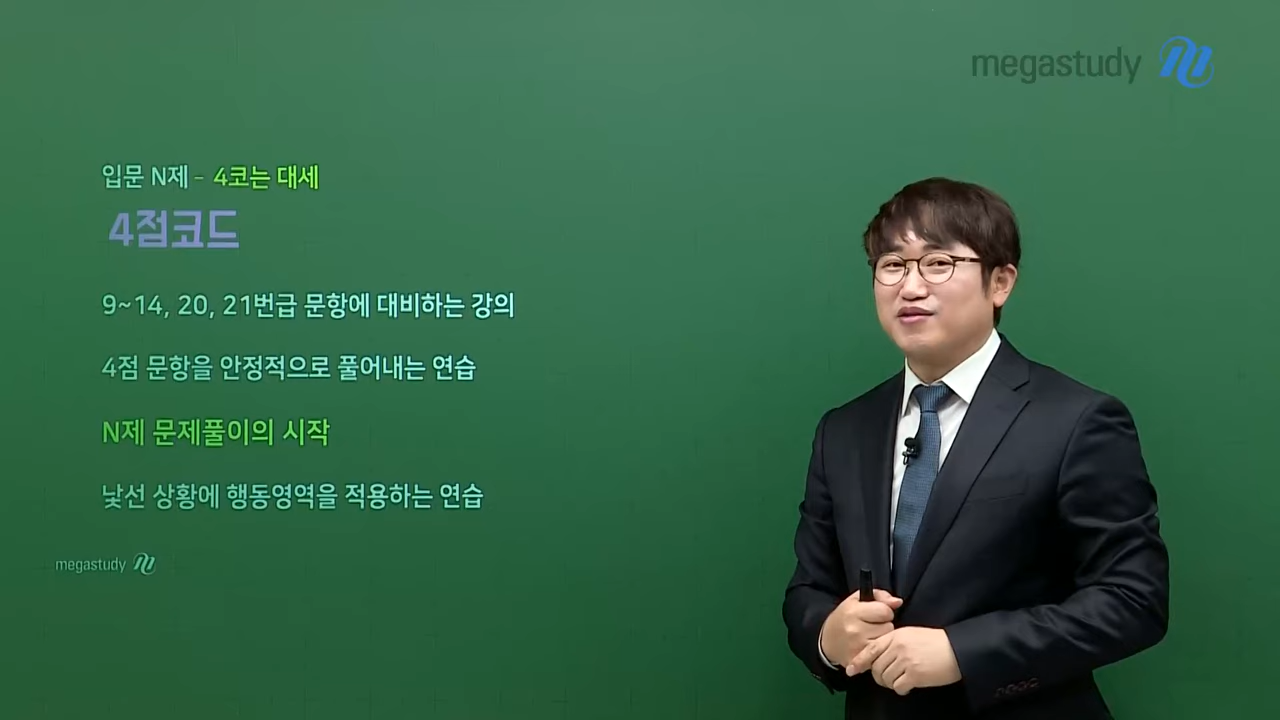 megastudy
입문 N제 - 4코는 대세
4점코드
9~14, 20, 21번급 문항에 대비하는 강의
4점 문항을 안정적으로 풀어내는 연습
N제 문제풀이의 시작
낯선 상황에 행동영역을 적용하는 연습
megastudy